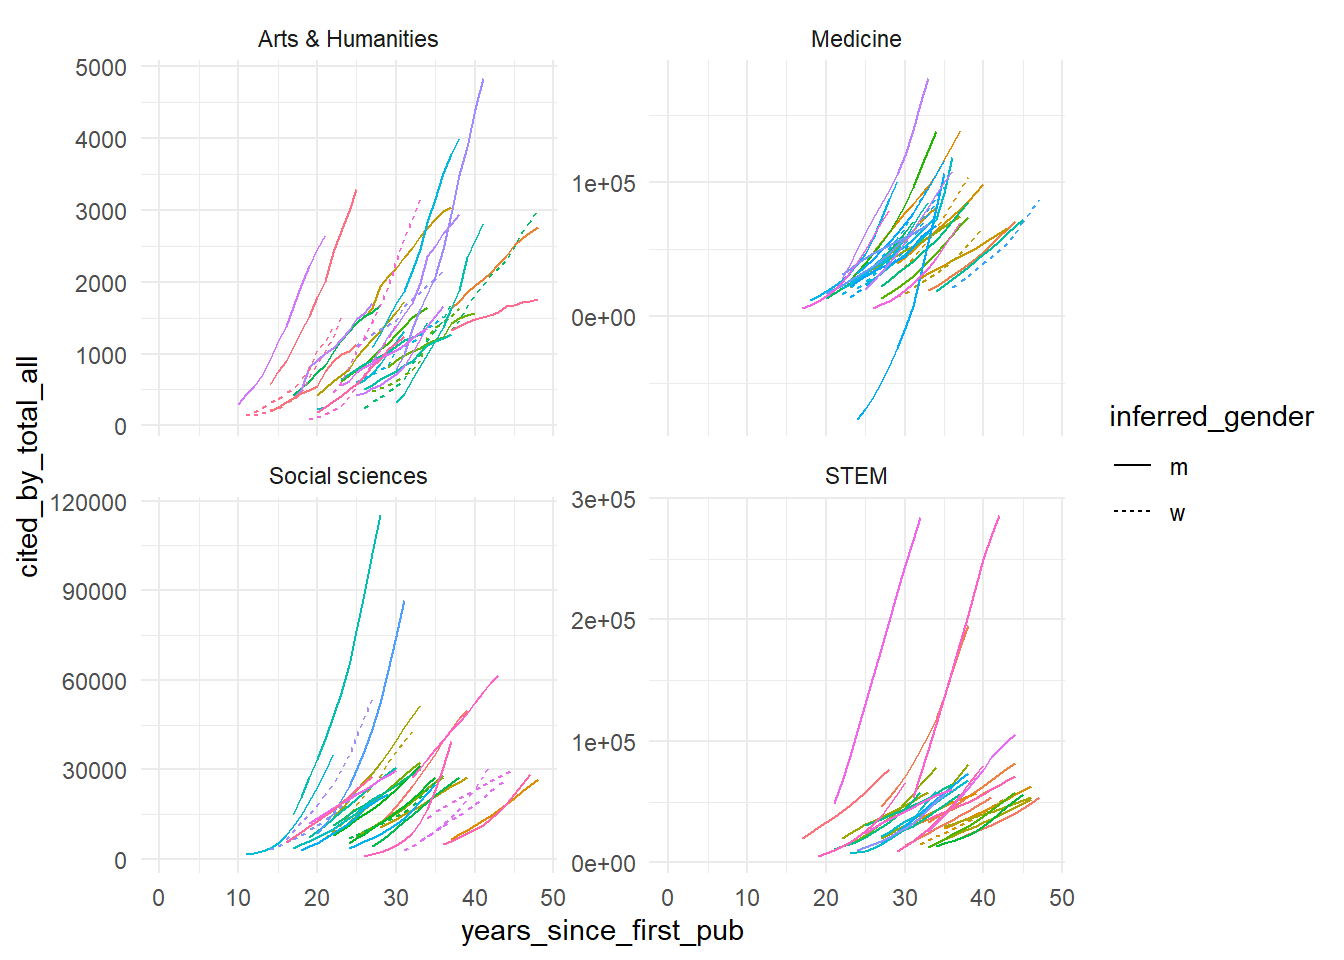 Arts & Humanities
Medicine
5000
4000
3000
2000
1000
0
1e+05
0e+00
cited_by_total_all
Social sciences
STEM
120000
90000
60000
30000
0
3e+05
2e+05
1e+05
0e+00
0 10 20 30 40 50
0 10 20 30 40 50
years_since_first_pub
inferred_gender
m
w